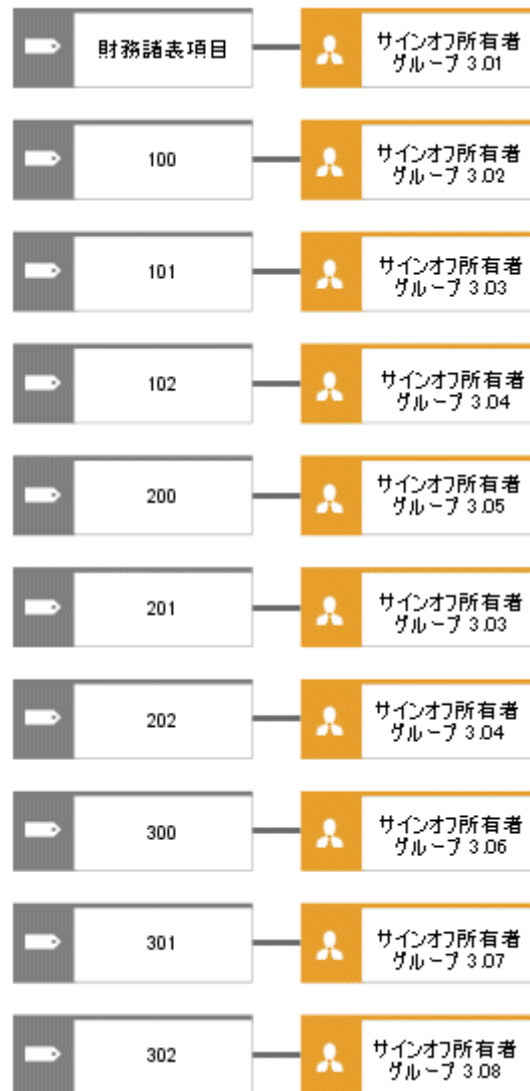 財務諸表項目
サインオフ所有者
グループ 3.01
100
サインオフ所有者
グループ 3.02
101
サインオフ所有者
グループ 3.03
102
サインオフ所有者
グループ 3.04
200
サインオフ所有者
グループ 3.05
201
サインオフ所有者
グループ 3.03
202
サインオフ所有者
グループ 3.04
300
サインオフ所有者
グループ 3.06
301
サインオフ所有者
グループ 3.07
302
サインオフ所有者
グループ 3.08